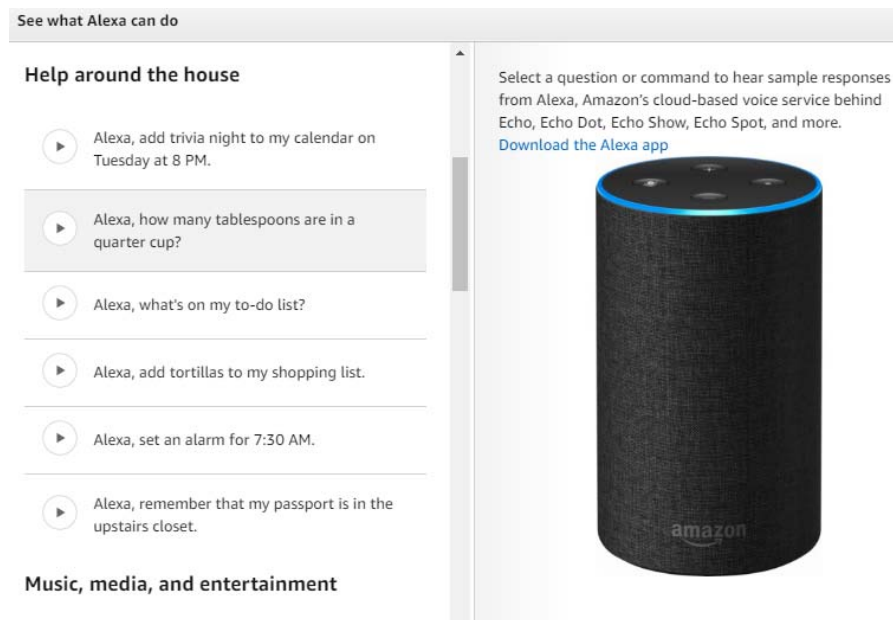 See what Alexa can do
Help around the house
Alexa, add trivia night to my calendar on
Tuesday at 8 PM.
Alexa, how many tablespoons are in a
quarter cup?
Alexa, what's on my to-do list?
Alexa, add tortillas to my shopping list.
Alexa, set an alarm for 7:30 AM.
Alexa, remember that my passport is in the
upstairs closet.
Music, media, and entertainment
Select a question or command to hear sample responses
from Alexa, Amazon's cloud-based voice service behind
Echo, Echo Dot, Echo Show, Echo Spot, and more.
Download the Alexa app
amazon